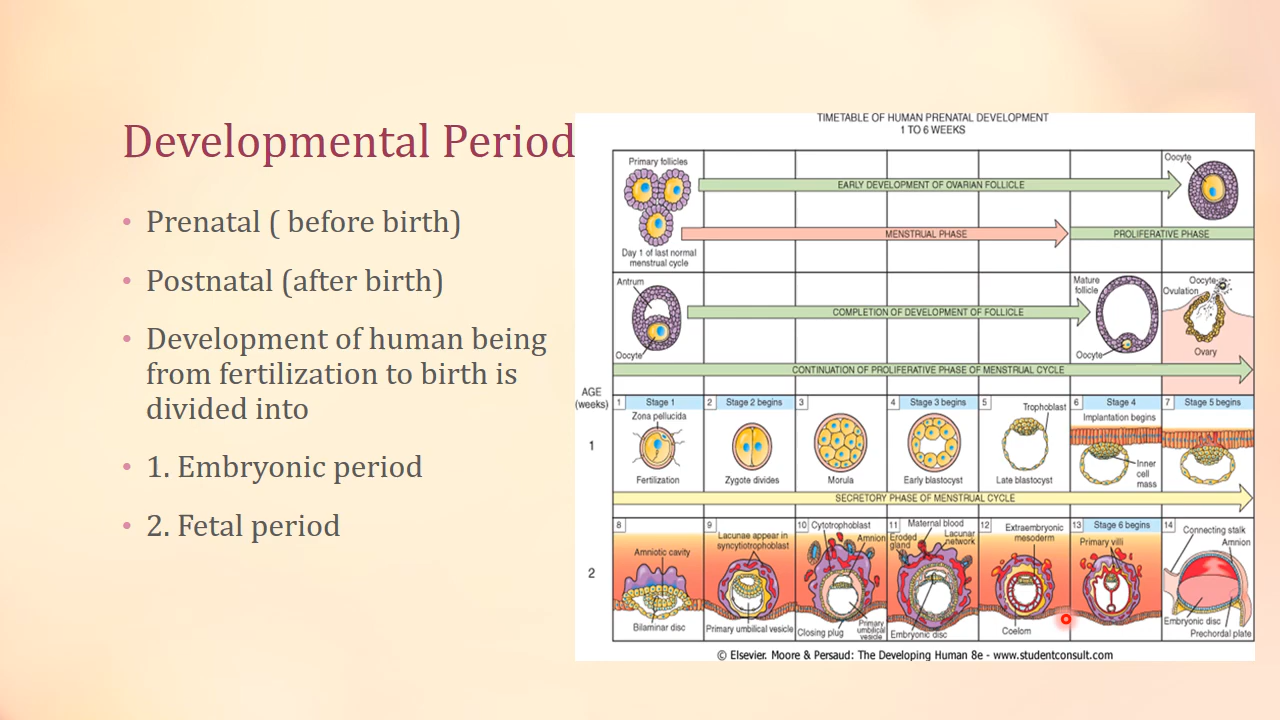 Developmental Period
• Prenatal ( before birth)
• Postnatal (after birth)
• Development of human being
from fertilization to birth is
divided into
• 1. Embryonic period
• 2. Fetal period
TIMETABLE OF HUMAN PRENATAL DEVELOPMENT
1 TO 6 WEEKS
Primary follicles
EARLY DEVELOPMENT OF OVARIAN FOLLICLE
Oocyte
MENSTRUAL PHASE
PROLIFERATIVE PHASE
Day 1 of last normal
menstrual cycle
Antrum
Oocyte
COMPLETION OF DEVELOPMENT OF FOLLICLE
Mature
follicle
Oocyte
Oocyte
Ovulation
Ovary
CONTINUATION OF PROLIFERATIVE PHASE OF MENSTRUAL CYCLE
AGE
(weeks)
1
1 Stage 1
Zona pellucida
Fertilization
2 Stage 2 begins
Zygote divides
3
Morula
4 Stage 3 begins
Early blastocyst
5
Trophoblast
Late blastocyst
6 Stage 4
Implantation begins
Inner
cell
mass
7 Stage 5 begins
SECRETORY PHASE OF MENSTRUAL CYCLE
2
8
Amniotic cavity
Bilaminar disc
9
Lacunae appear in
syncytiotrophoblast
Primary umbilical vesicle
10 Cytotrophoblast
Amnion
Closing plug
Primary
umbilical
vesicle
11 Maternal blood
Eroded
gland
Lacunar
network
Embryonic disc
12
Extraembryonic
mesoderm
Coelom
13 Stage 6 begins
Primary villi
14
Connecting stalk
Amnion
Embryonic disc
Prechordal plate
© Elsevier. Moore & Persaud: The Developing Human 8e - www.studentconsult.com